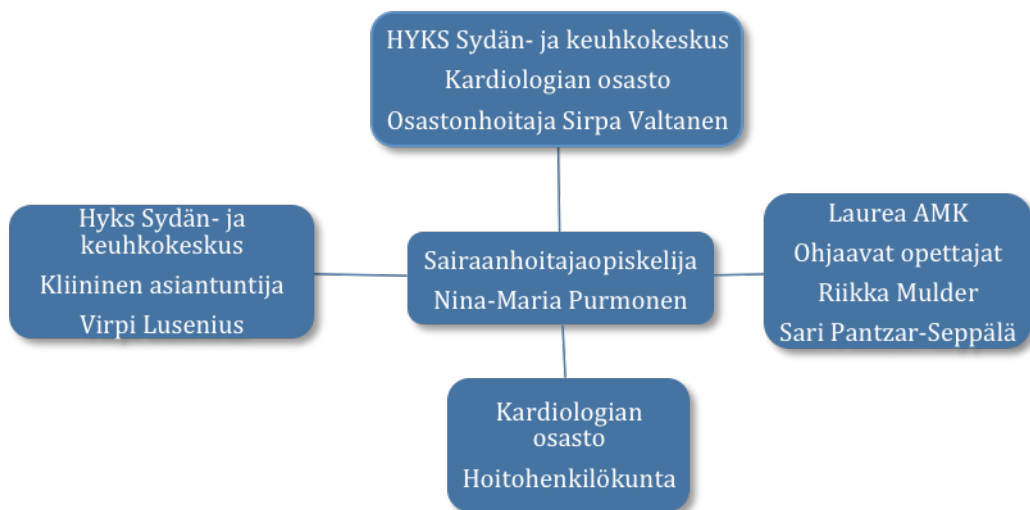 HYKS Sydän- ja keuhkokeskus
Kardiologian osasto
Osastonhoitaja Sirpa Valtanen
Hyks Sydän- ja
keuhkokeskus
Kliininen asiantuntija
Virpi Lusenius
Sairaanhoitajaopiskelija
Nina-Maria Purmonen
Laurea AMK
Ohjaavat opettajat
Riikka Mulder
Sari Pantzar-Seppälä
Kardiologian
osasto
Hoitohenkilökunta